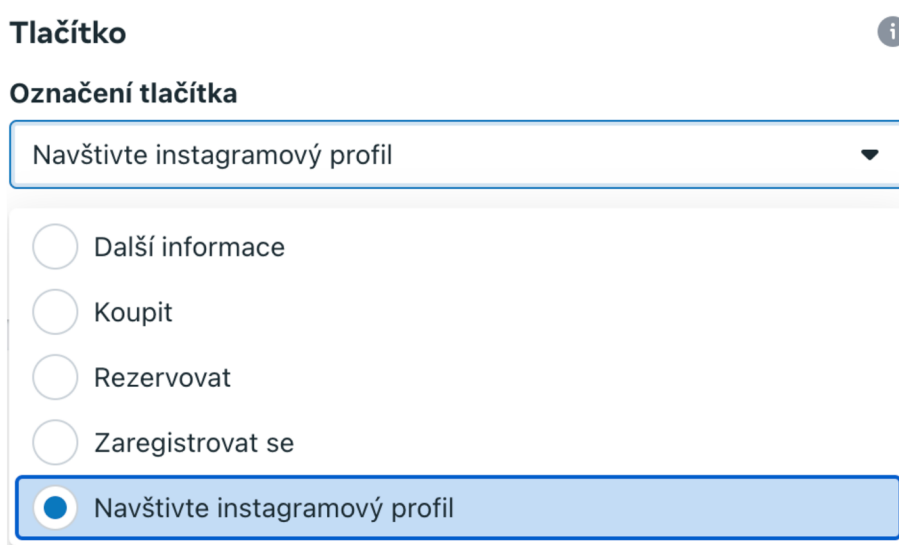 Tlačítko
Označení tlačítka
Navštivte instagramový profil
Další informace
Koupit
Rezervovat
Zaregistrovat se
Navštivte instagramový profil